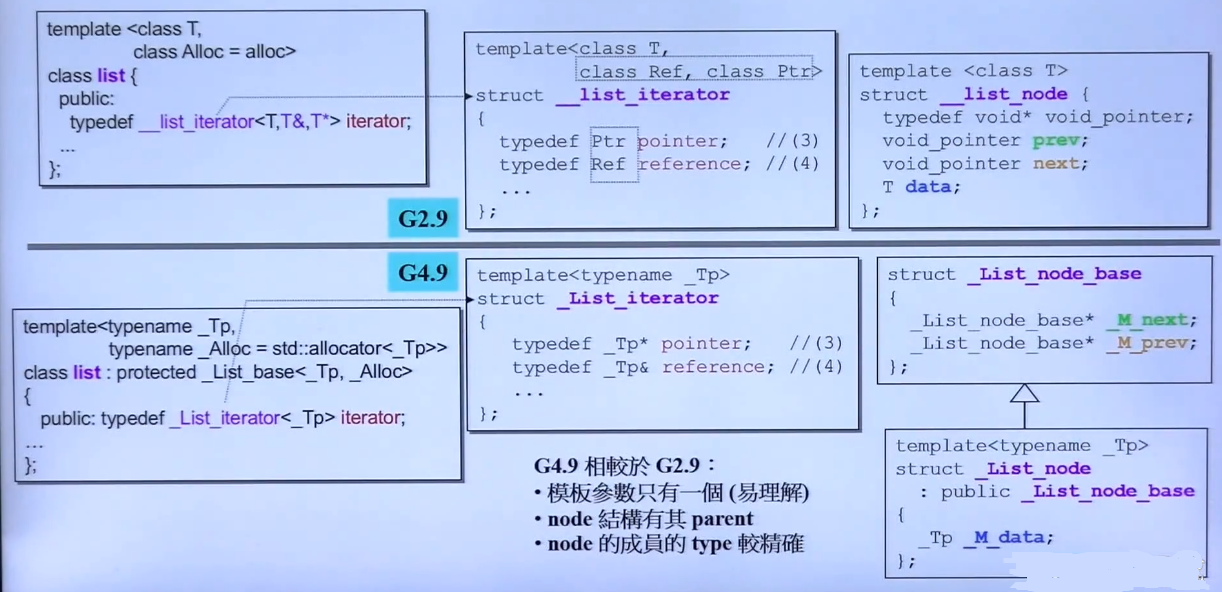 template <class T,
class Alloc = alloc>
class list {
public:
typedef __list_iterator<T,T&,T*> iterator;
...
};
template<class T,
class Ref, class Ptr>
struct __list_iterator
{
typedef Ptr pointer; //(3)
typedef Ref reference; //(4)
...
};
template <class T>
struct __list_node {
typedef void* void_pointer;
void_pointer prev;
void_pointer next;
T data;
};
G2.9
G4.9
template<typename _Tp,
typename _Alloc = std::allocator<_Tp>>
class list : protected _List_base<_Tp, _Alloc>
{
public: typedef _List_iterator<_Tp> iterator;
...
};
template<typename _Tp>
struct _List_iterator
{
typedef _Tp* pointer; //(3)
typedef _Tp& reference; //(4)
...
};
struct _List_node_base
{
_List_node_base* _M_next;
_List_node_base* _M_prev;
};
template<typename _Tp>
struct _List_node
: public _List_node_base
{
_Tp _M_data;
};
G4.9 相較於 G2.9：
• 模板參數只有一個 (易理解)
• node 結構有其 parent
• node 的成員的 type 較精確